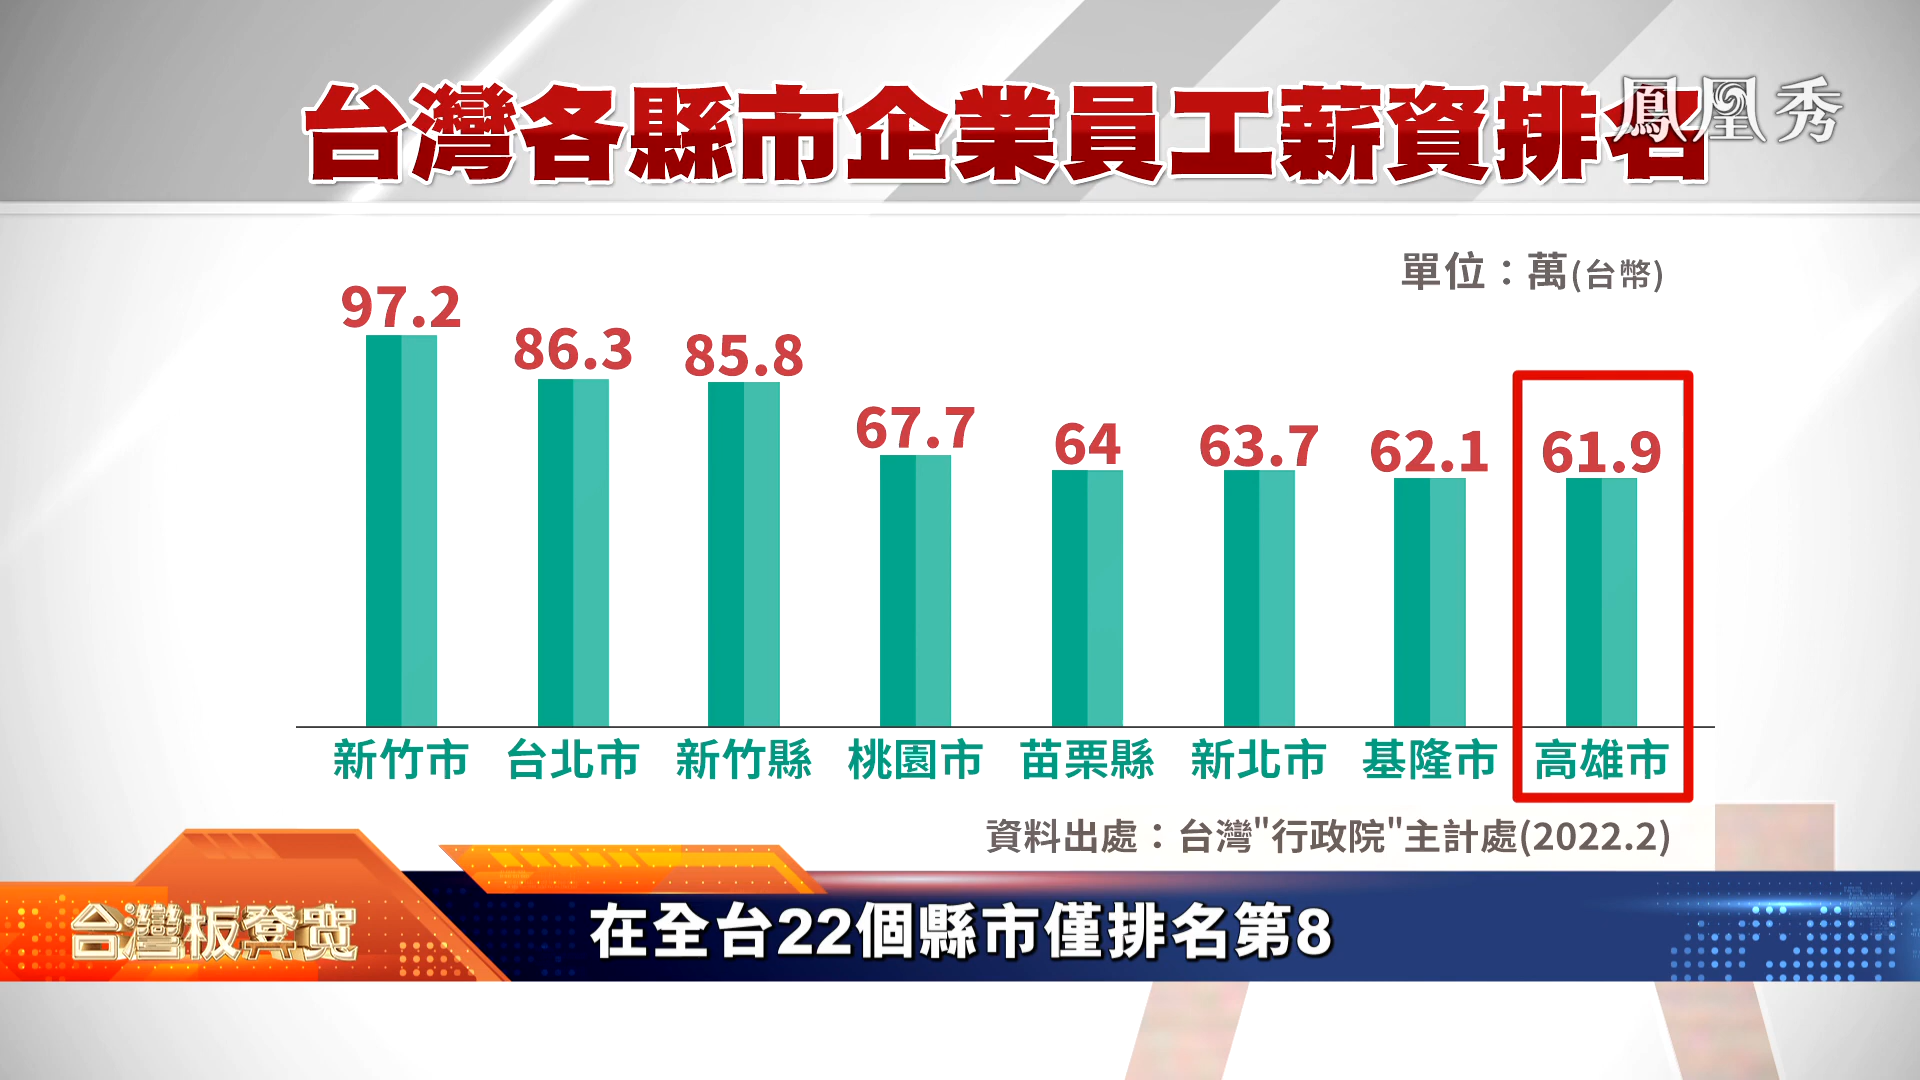 台灣各縣市企業員工薪資排名
鳳凰秀
單位：萬(台幣)
97.2
86.3
85.8
67.7
64
63.7
62.1
61.9
新竹市
台北市
新竹縣
桃園市
苗栗縣
新北市
基隆市
高雄市
資料出處：台灣"行政院"主計處(2022.2)
台灣板凳寬
在全台22個縣市僅排名第8